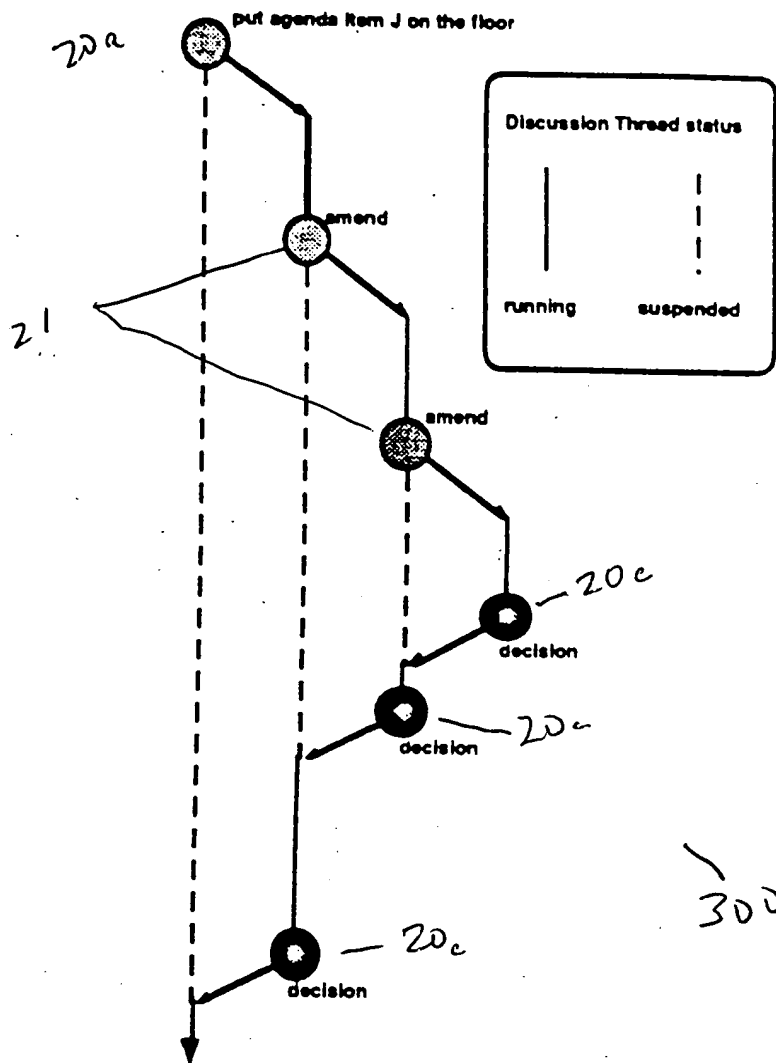 put agenda item J on the floor
20a
Discussion Thread status
running
suspended
amend
21
amend
20c
decision
20c
decision
300
20c
decision